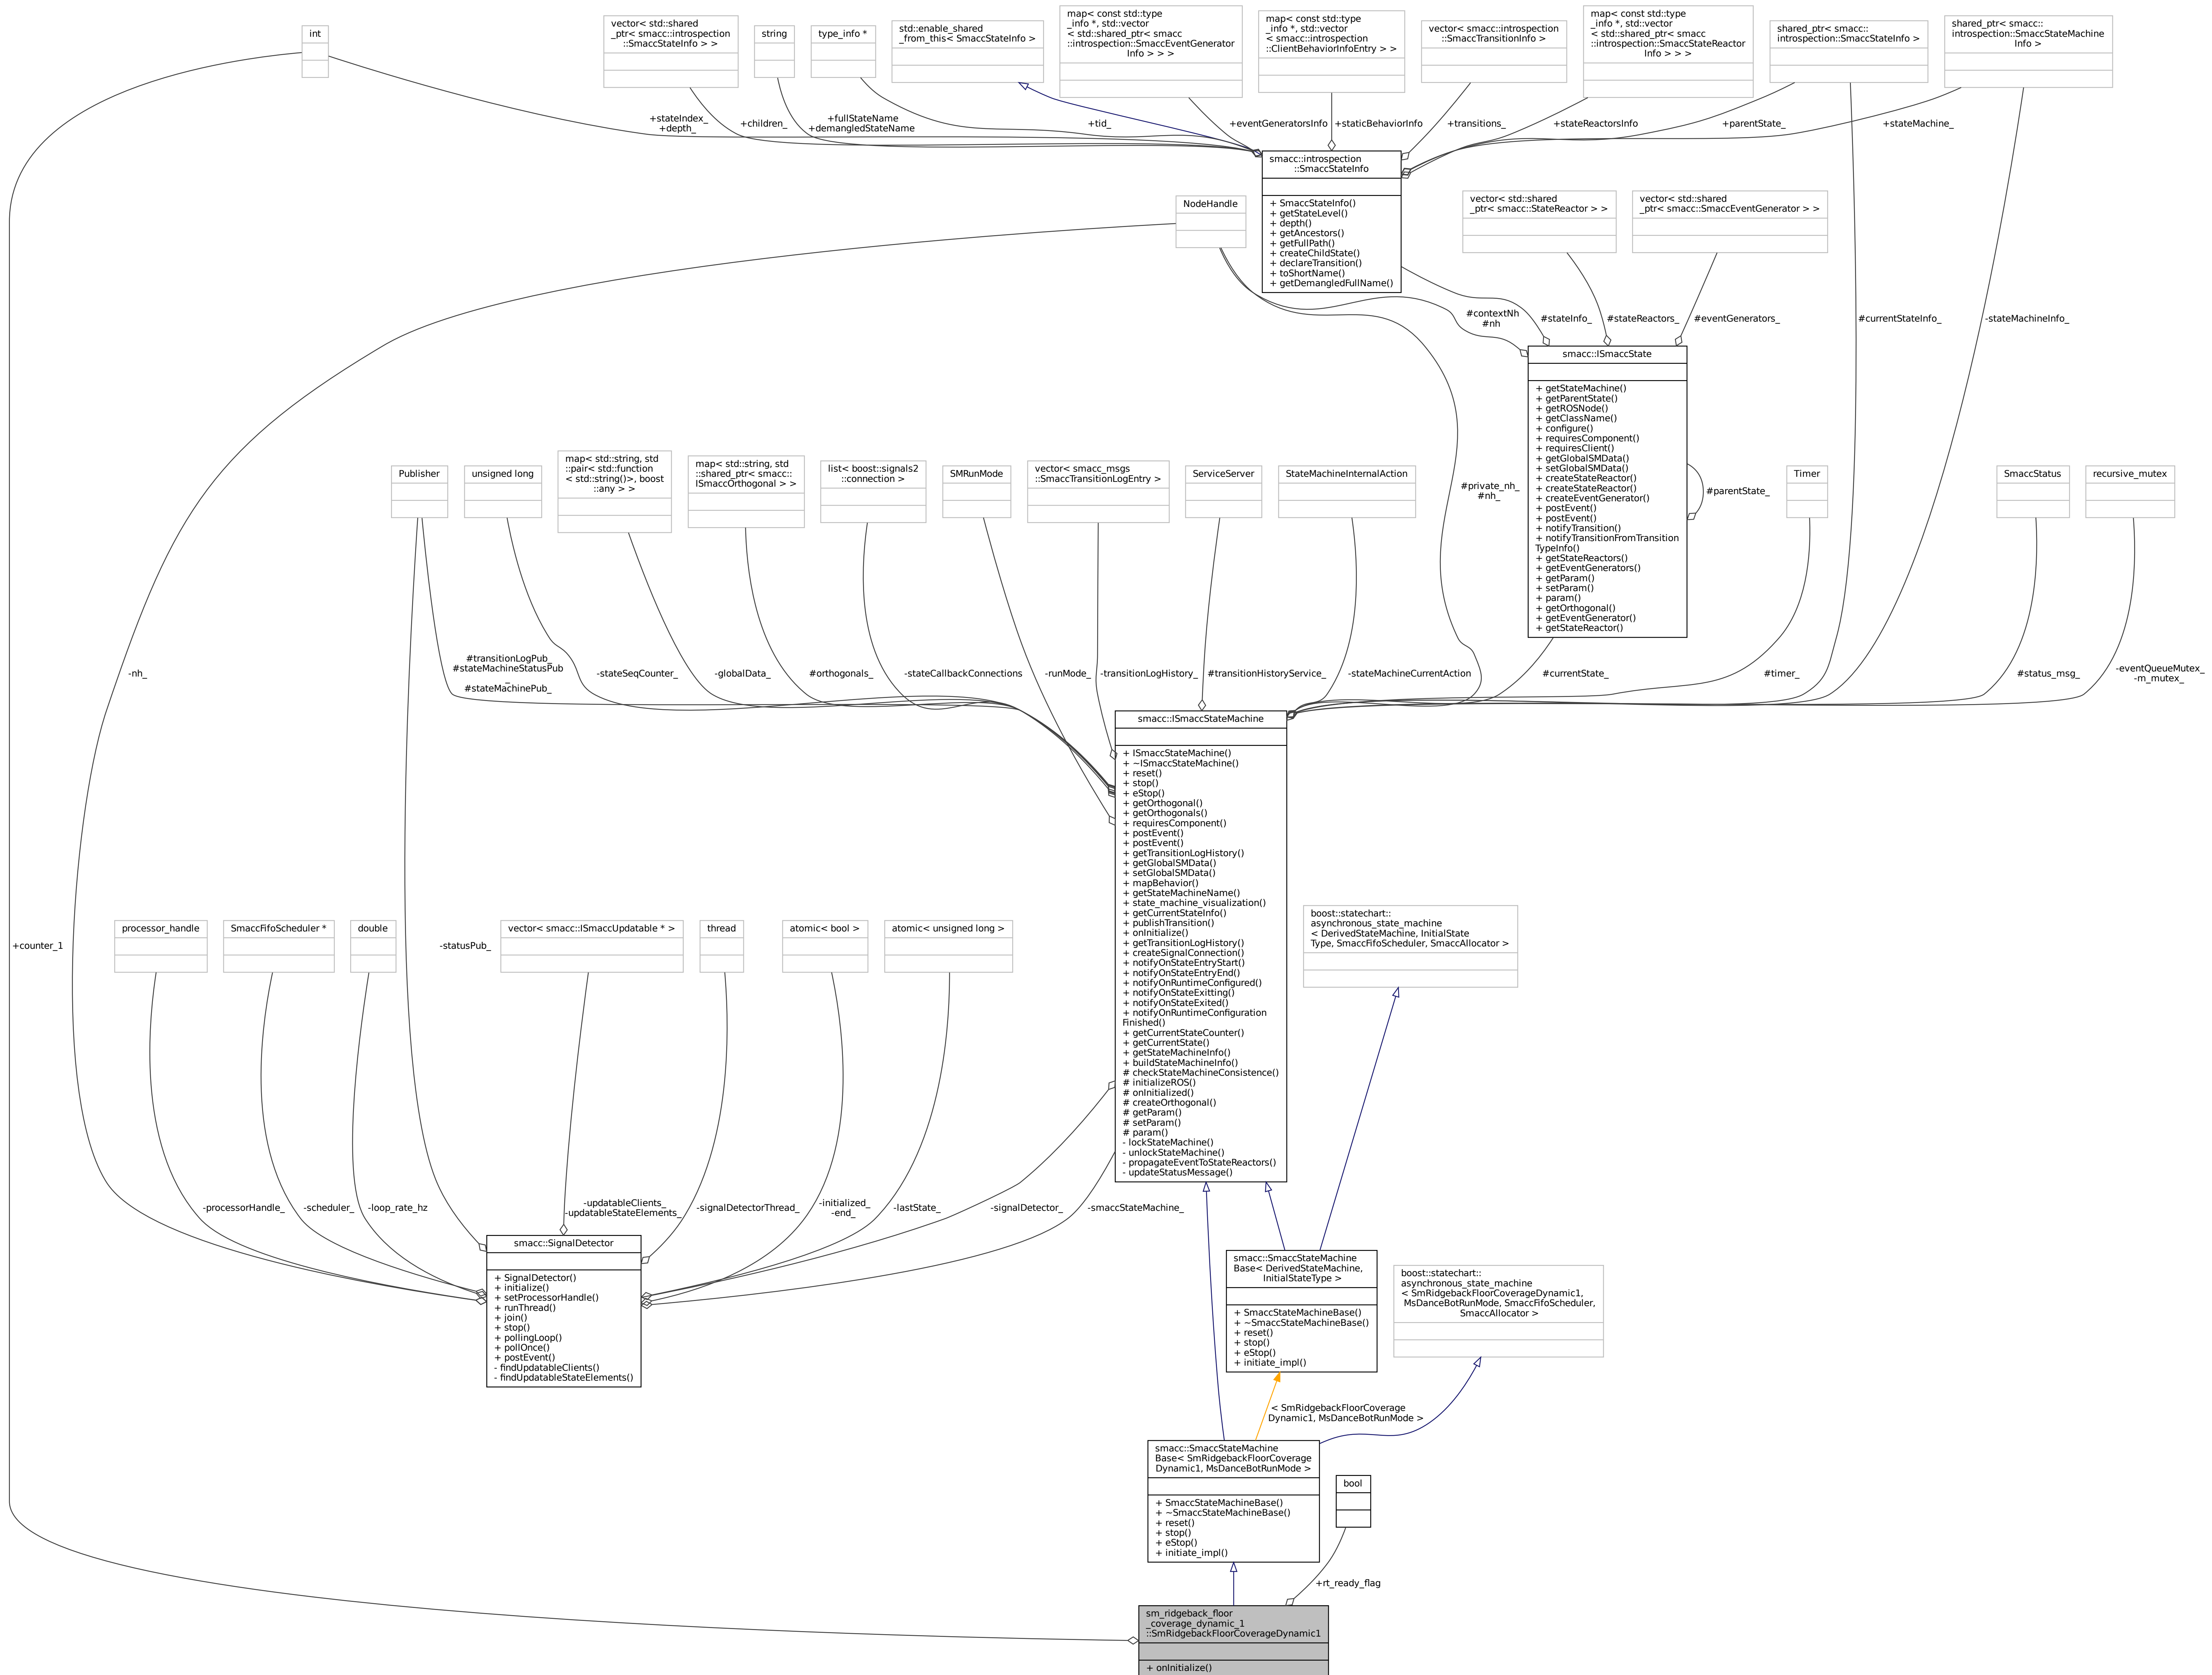 int
vector< std::shared
_ptr< smacc::introspection
::SmaccStateInfo > >
string
type_info *
std::enable_shared
_from_this< SmaccStateInfo >
map< const std::type
_info *, std::vector
< std::shared_ptr< smacc
::introspection::SmaccEventGenerator
Info > > >
map< const std::type
_info *, std::vector
< smacc::introspection
::ClientBehaviorInfoEntry > >
vector< smacc::introspection
::SmaccTransitionInfo >
map< const std::type
_info *, std::vector
< std::shared_ptr< smacc
::introspection::SmaccStateReactor
Info > > >
shared_ptr< smacc::
introspection::SmaccStateInfo >
shared_ptr< smacc::
introspection::SmaccStateMachine
Info >
+stateIndex_
+depth_
+children_
+fullStateName
+demangledStateName
+tid_
+eventGeneratorsInfo
+staticBehaviorInfo
+transitions_
+stateReactorsInfo
+parentState_
+stateMachine_
smacc::introspection
::SmaccStateInfo
+ SmaccStateInfo()
+ getStateLevel()
+ depth()
+ getAncestors()
+ getFullPath()
+ createChildState()
+ declareTransition()
+ toShortName()
+ getDemangledFullName()
NodeHandle
vector< std::shared
_ptr< smacc::StateReactor > >
vector< std::shared
_ptr< smacc::SmaccEventGenerator > >
#contextNh
#nh
#stateInfo_
#stateReactors_
#eventGenerators_
#currentStateInfo_
-stateMachineInfo_
smacc::ISmaccState
+ getStateMachine()
+ getParentState()
+ getROSNode()
+ getClassName()
+ configure()
+ requiresComponent()
+ requiresClient()
+ getGlobalSMData()
+ setGlobalSMData()
+ createStateReactor()
+ createStateReactor()
+ createEventGenerator()
+ postEvent()
+ postEvent()
+ notifyTransition()
+ notifyTransitionFromTransition
TypeInfo()
+ getStateReactors()
+ getEventGenerators()
+ getParam()
+ setParam()
+ param()
+ getOrthogonal()
+ getEventGenerator()
+ getStateReactor()
#parentState_
#private_nh_
#nh_
Publisher
unsigned long
map< std::string, std
::pair< std::function
< std::string()>, boost
::any > >
map< std::string, std
::shared_ptr< smacc::
ISmaccOrthogonal > >
list< boost::signals2
::connection >
SMRunMode
vector< smacc_msgs
::SmaccTransitionLogEntry >
ServiceServer
StateMachineInternalAction
Timer
SmaccStatus
recursive_mutex
-nh_
#transitionLogPub_
#stateMachineStatusPub
_
#stateMachinePub_
-stateSeqCounter_
-globalData_
#orthogonals_
-stateCallbackConnections
-runMode_
-transitionLogHistory_
#transitionHistoryService_
-stateMachineCurrentAction
#currentState_
#timer_
#status_msg_
-eventQueueMutex_
-m_mutex_
smacc::ISmaccStateMachine
+ ISmaccStateMachine()
+ ~ISmaccStateMachine()
+ reset()
+ stop()
+ eStop()
+ getOrthogonal()
+ getOrthogonals()
+ requiresComponent()
+ postEvent()
+ postEvent()
+ getTransitionLogHistory()
+ getGlobalSMData()
+ setGlobalSMData()
+ mapBehavior()
+ getStateMachineName()
+ state_machine_visualization()
+ getCurrentStateInfo()
+ publishTransition()
+ onInitialize()
+ getTransitionLogHistory()
+ createSignalConnection()
+ notifyOnStateEntryStart()
+ notifyOnStateEntryEnd()
+ notifyOnRuntimeConfigured()
+ notifyOnStateExitting()
+ notifyOnStateExited()
+ notifyOnRuntimeConfiguration
Finished()
+ getCurrentStateCounter()
+ getCurrentState()
+ getStateMachineInfo()
+ buildStateMachineInfo()
# checkStateMachineConsistence()
# initializeROS()
# onInitialized()
# createOrthogonal()
# getParam()
# setParam()
# param()
- lockStateMachine()
- unlockStateMachine()
- propagateEventToStateReactors()
- updateStatusMessage()
processor_handle
SmaccFifoScheduler *
double
vector< smacc::ISmaccUpdatable * >
thread
atomic< bool >
atomic< unsigned long >
boost::statechart::
asynchronous_state_machine
< DerivedStateMachine, InitialState
Type, SmaccFifoScheduler, SmaccAllocator >
+counter_1
-statusPub_
-processorHandle_
-scheduler_
-loop_rate_hz
-updatableClients_
-updatableStateElements_
-signalDetectorThread_
-initialized_
-end_
-lastState_
-signalDetector_
-smaccStateMachine_
smacc::SignalDetector
+ SignalDetector()
+ initialize()
+ setProcessorHandle()
+ runThread()
+ join()
+ stop()
+ pollingLoop()
+ pollOnce()
+ postEvent()
- findUpdatableClients()
- findUpdatableStateElements()
smacc::SmaccStateMachine
Base< DerivedStateMachine,
InitialStateType >
+ SmaccStateMachineBase()
+ ~SmaccStateMachineBase()
+ reset()
+ stop()
+ eStop()
+ initiate_impl()
boost::statechart::
asynchronous_state_machine
< SmRidgebackFloorCoverageDynamic1,
MsDanceBotRunMode, SmaccFifoScheduler,
SmaccAllocator >
< SmRidgebackFloorCoverage
Dynamic1, MsDanceBotRunMode >
smacc::SmaccStateMachine
Base< SmRidgebackFloorCoverage
Dynamic1, MsDanceBotRunMode >
+ SmaccStateMachineBase()
+ ~SmaccStateMachineBase()
+ reset()
+ stop()
+ eStop()
+ initiate_impl()
bool
+rt_ready_flag
sm_ridgeback_floor
_coverage_dynamic_1
::SmRidgebackFloorCoverageDynamic1
+ onInitialize()